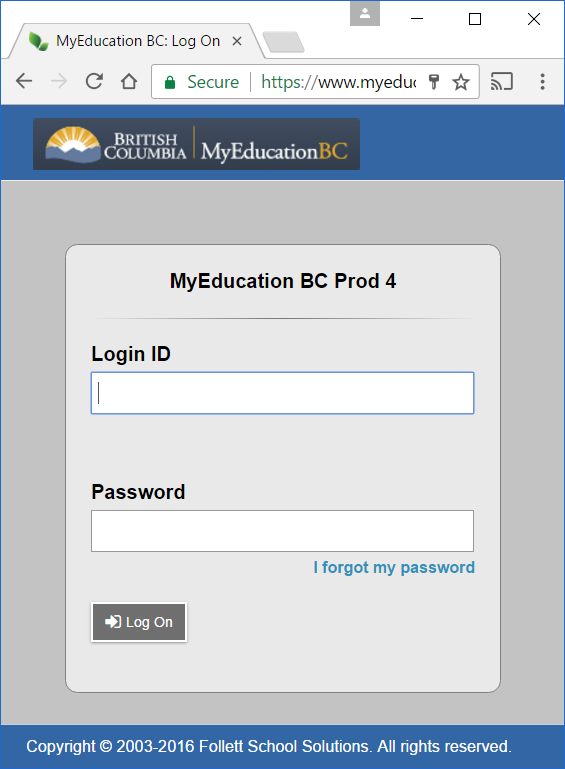 MyEducation BC: Log On
Secure https://www.myeduc
BRITISH COLUMBIA
MyEducationBC
MyEducation BC Prod 4
Login ID
Password
I forgot my password
Log On
Copyright © 2003-2016 Follett School Solutions. All rights reserved.